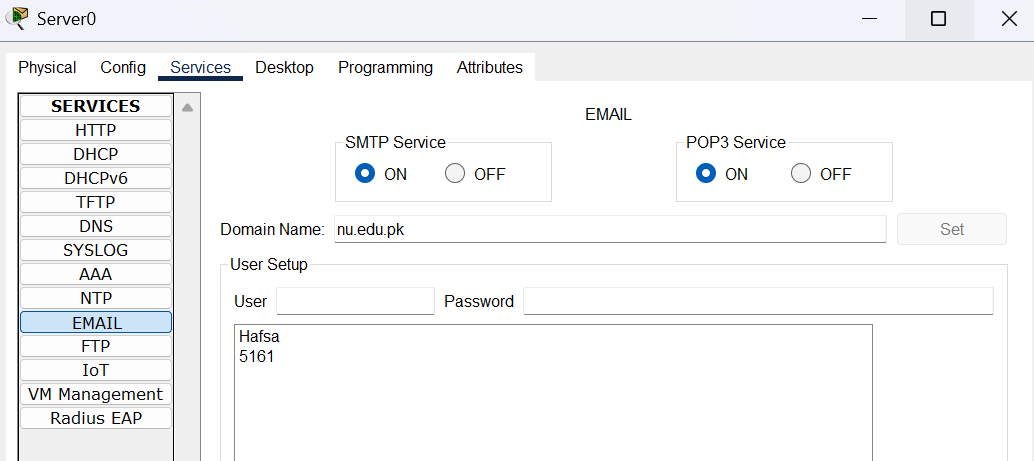 Server0
Physical Config Services Desktop Programming Attributes
SERVICES
HTTP
DHCP
DHCPv6
TFTP
DNS
SYSLOG
AAA
NTP
EMAIL
FTP
IoT
VM Management
Radius EAP
EMAIL
SMTP Service
ON OFF
POP3 Service
ON OFF
Domain Name: nu.edu.pk Set
User Setup
User Password
Hafsa
5161